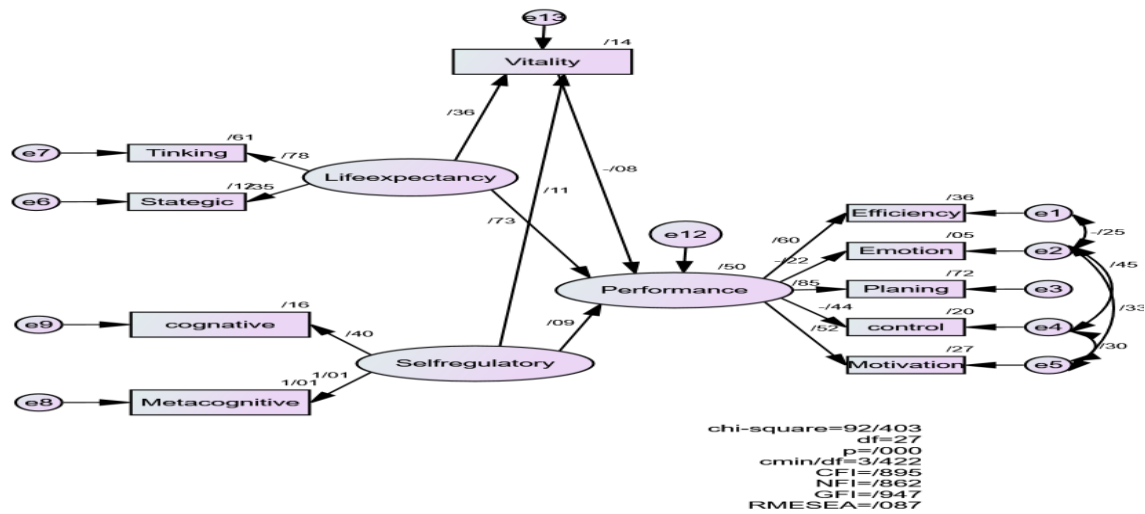 e13
/14
Vitality
/36
/61
e7
Tinking
/78
Lifeexpectancy
/12
/35
e6
Stategic
/11
-/08
/73
e12
/36
Efficiency
e1
-/25
/60
/05
Emotion
e2
-/22
/45
/50
Performance
/72
/85
Planing
e3
/33
/16
e9
cognative
/40
/09
-/44
/20
control
e4
/52
/30
/27
Motivation
e5
Selfregulatory
1/01
1/01
e8
Metacognitive
chi-square=92/403
df=27
p=/000
cmin/df=3/422
CFI=/895
NFI=/862
GFI=/947
RMESEA=/087